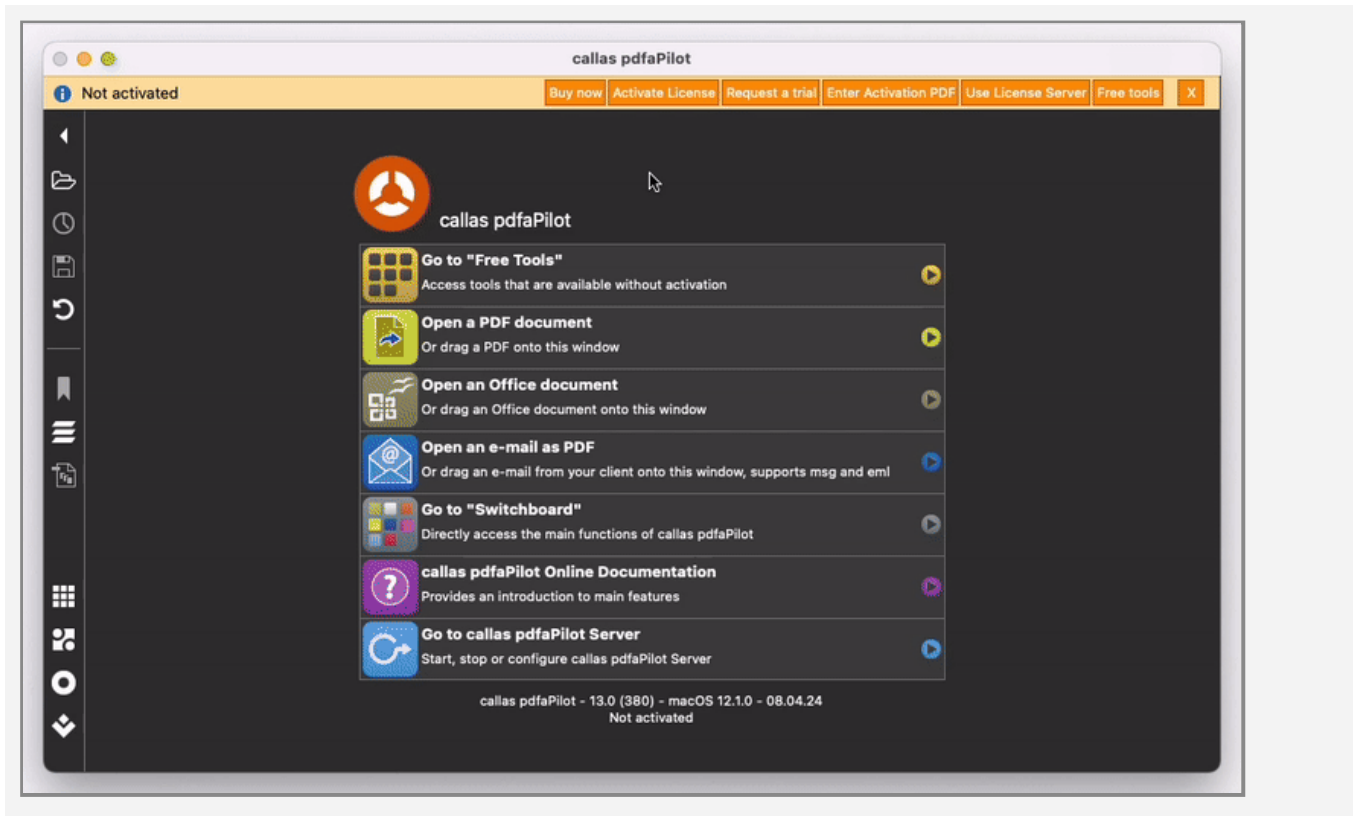 callas pdfaPilot
Not activated
Buy now Activate License Request a trial Enter Activation PDF Use License Server Free tools X
callas pdfaPilot
Go to "Free Tools"
Access tools that are available without activation
Open a PDF document
Or drag a PDF onto this window
Open an Office document
Or drag an Office document onto this window
Open an e-mail as PDF
Or drag an e-mail from your client onto this window, supports msg and eml
Go to "Switchboard"
Directly access the main functions of callas pdfaPilot
callas pdfaPilot Online Documentation
Provides an introduction to main features
Go to callas pdfaPilot Server
Start, stop or configure callas pdfaPilot Server
callas pdfaPilot - 13.0 (380) - macOS 12.1.0 - 08.04.24
Not activated